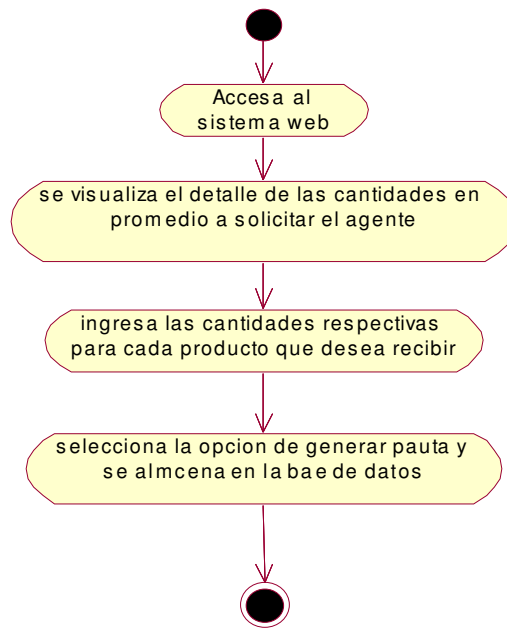 Accesa al
sistema web
se visualiza el detalle de las cantidades en
promedio a solicitar el agente
ingresa las cantidades respectivas
para cada producto que desea recibir
selecciona la opcion de generar pauta y
se almcena en la bae de datos